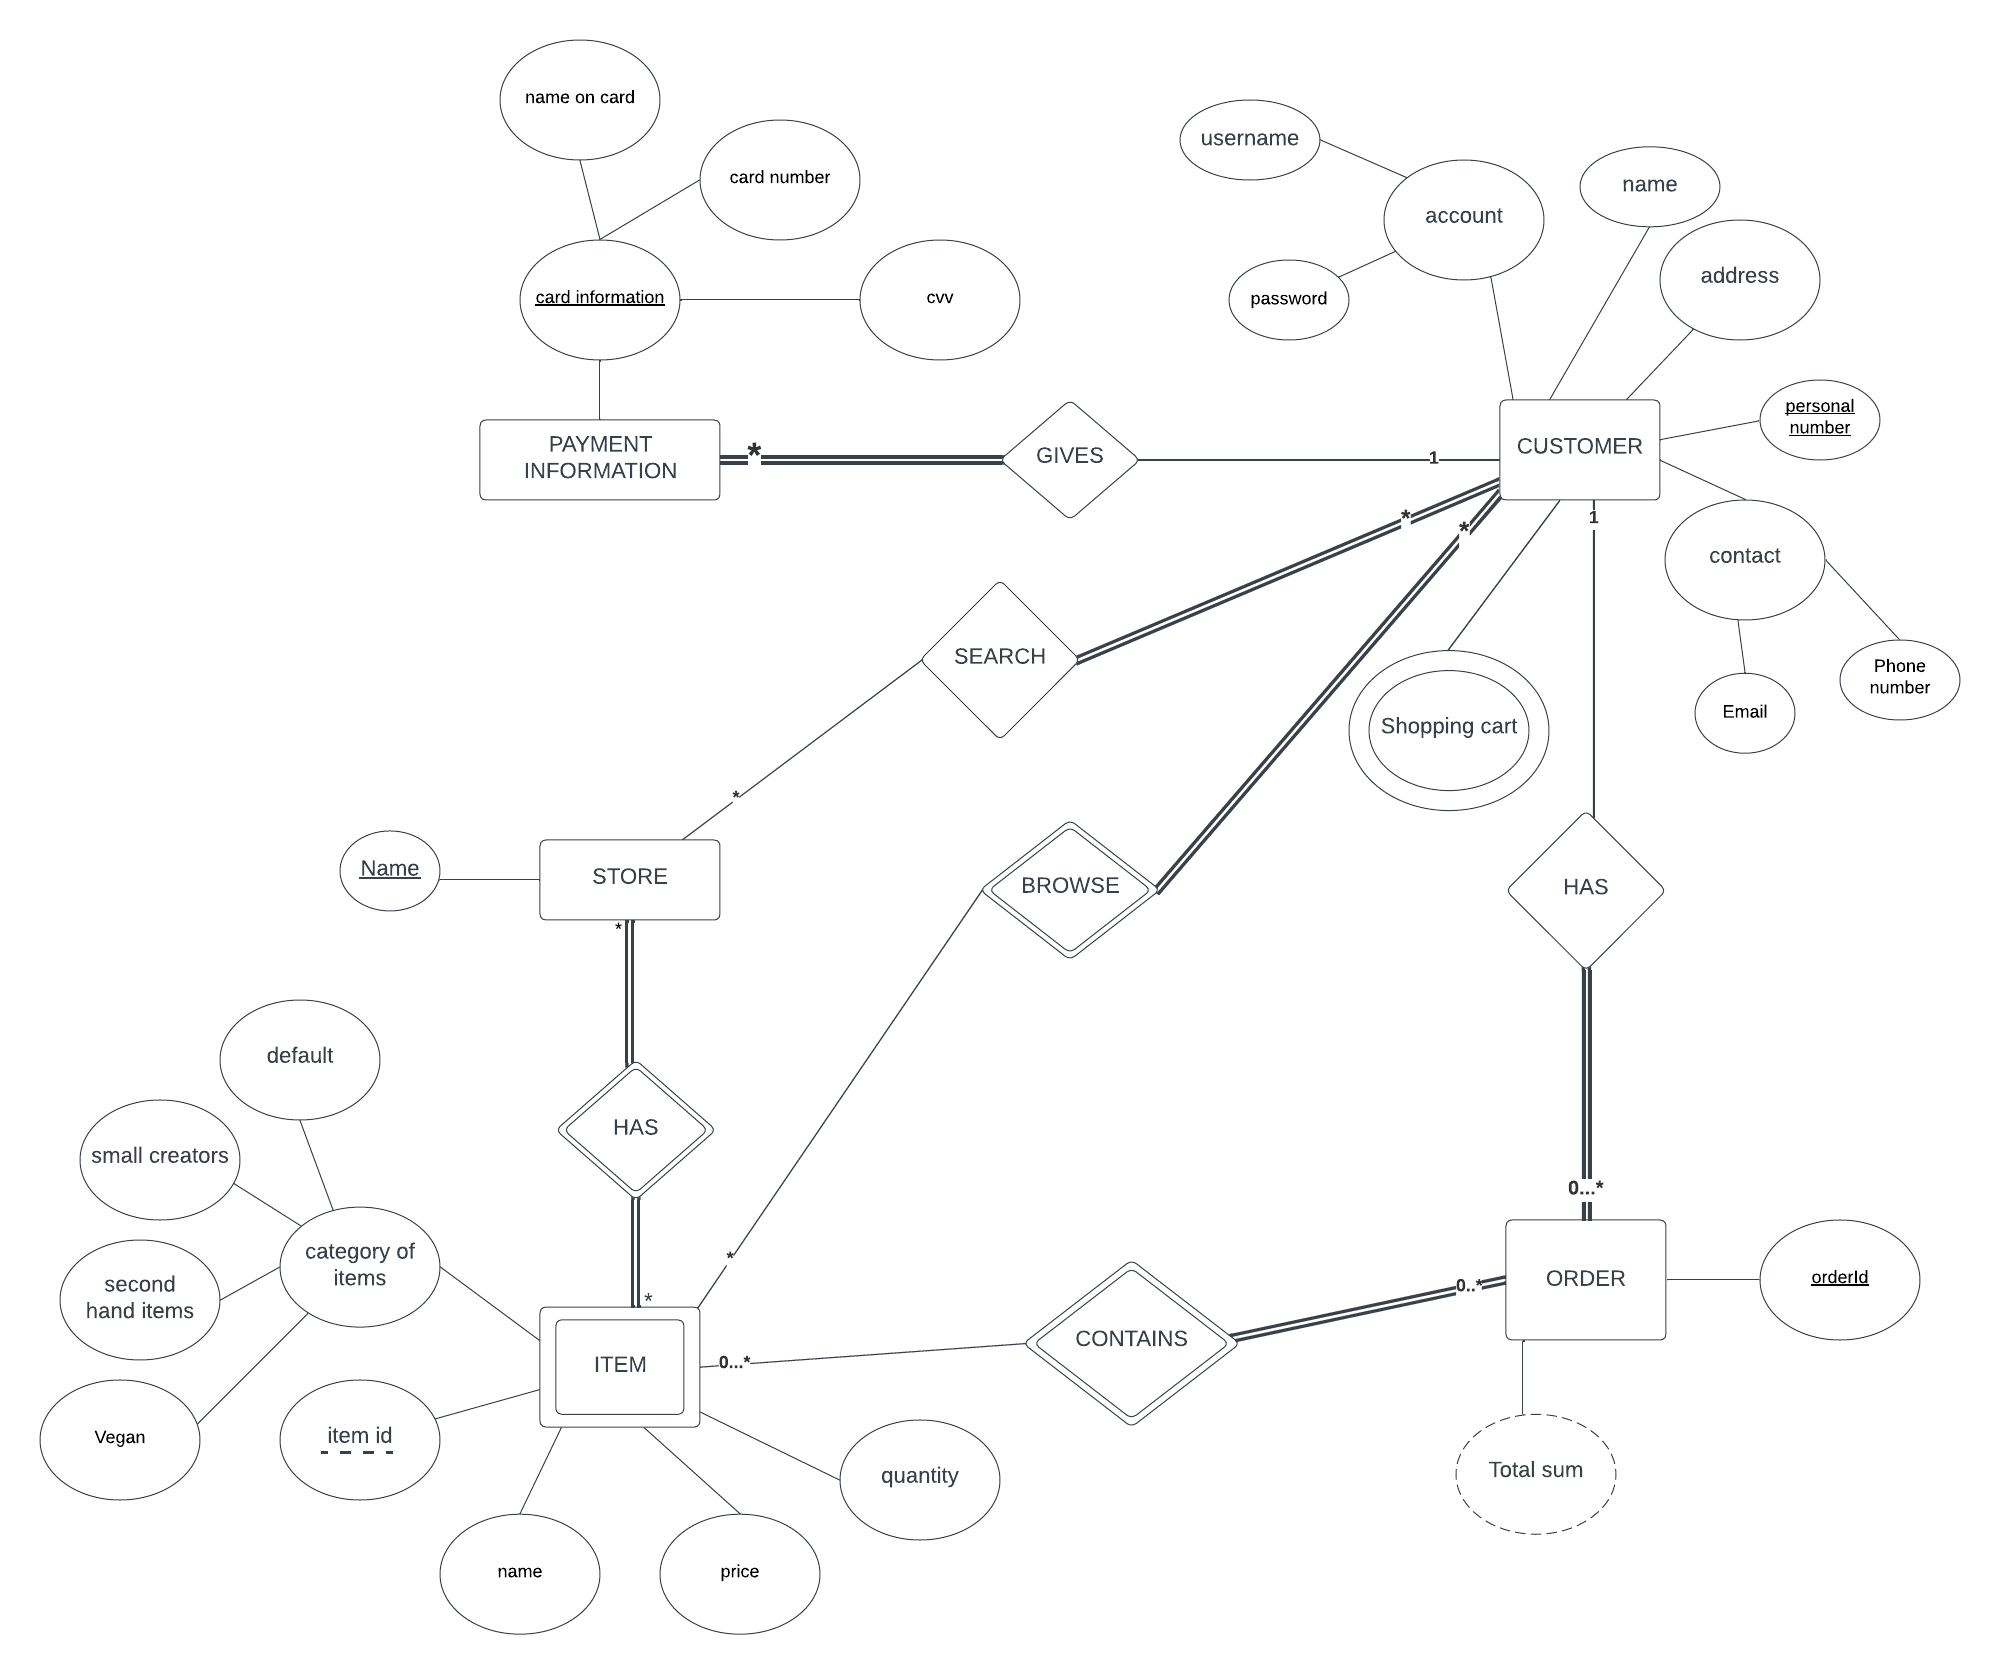 name on card
card number
username
account
name
address
card information
cvv
password
personal
number
PAYMENT
INFORMATION
*
GIVES
1
CUSTOMER
*
*
1
contact
SEARCH
Phone
number
Email
Shopping cart
*
Name
STORE
BROWSE
HAS
*
default
HAS
small creators
0...*
category of
items
*
second
hand items
*
ORDER
orderId
0..*
ITEM
0...*
CONTAINS
Vegan
item id
quantity
Total sum
name
price